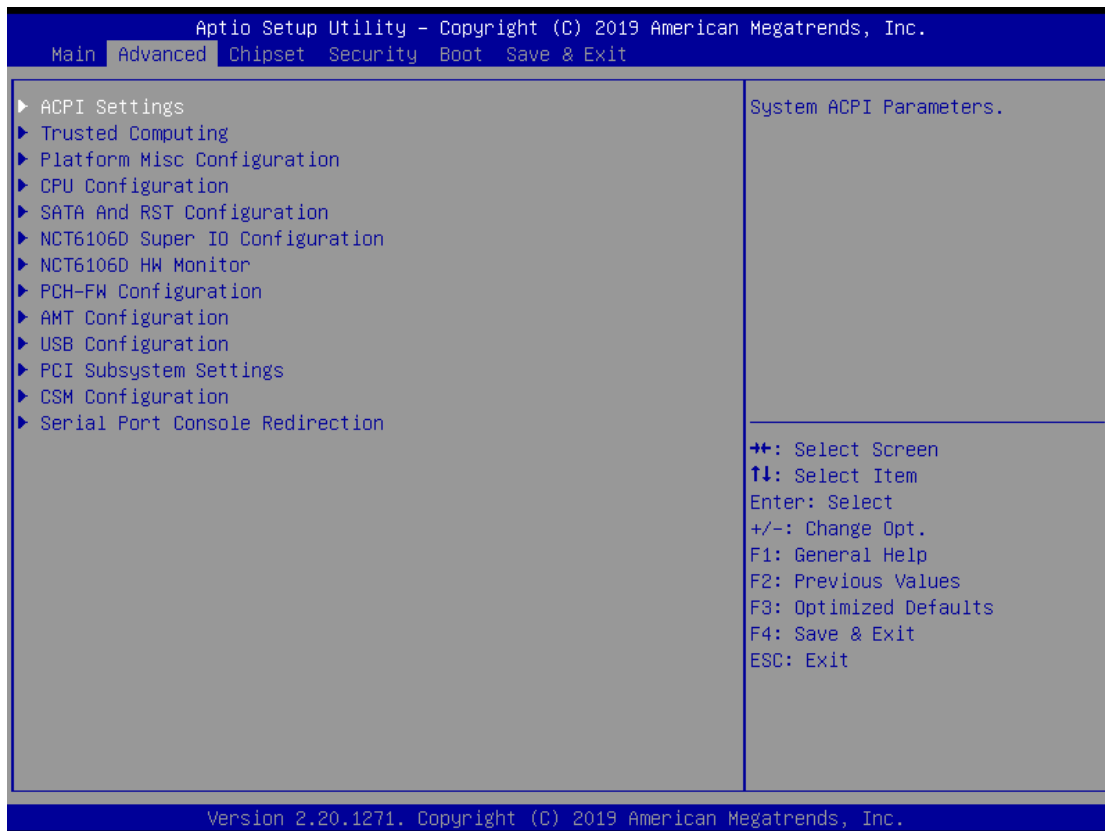 Aptio Setup Utility – Copyright (C) 2019 American Megatrends, Inc.
Main Advanced Chipset Security Boot Save & Exit
▶ ACPI Settings
▶ Trusted Computing
▶ Platform Misc Configuration
▶ CPU Configuration
▶ SATA And RST Configuration
▶ NCT6106D Super IO Configuration
▶ NCT6106D HW Monitor
▶ PCH-FW Configuration
▶ AMT Configuration
▶ USB Configuration
▶ PCI Subsystem Settings
▶ CSM Configuration
▶ Serial Port Console Redirection
System ACPI Parameters.
→←: Select Screen
↑↓: Select Item
Enter: Select
+/-: Change Opt.
F1: General Help
F2: Previous Values
F3: Optimized Defaults
F4: Save & Exit
ESC: Exit
Version 2.20.1271. Copyright (C) 2019 American Megatrends, Inc.